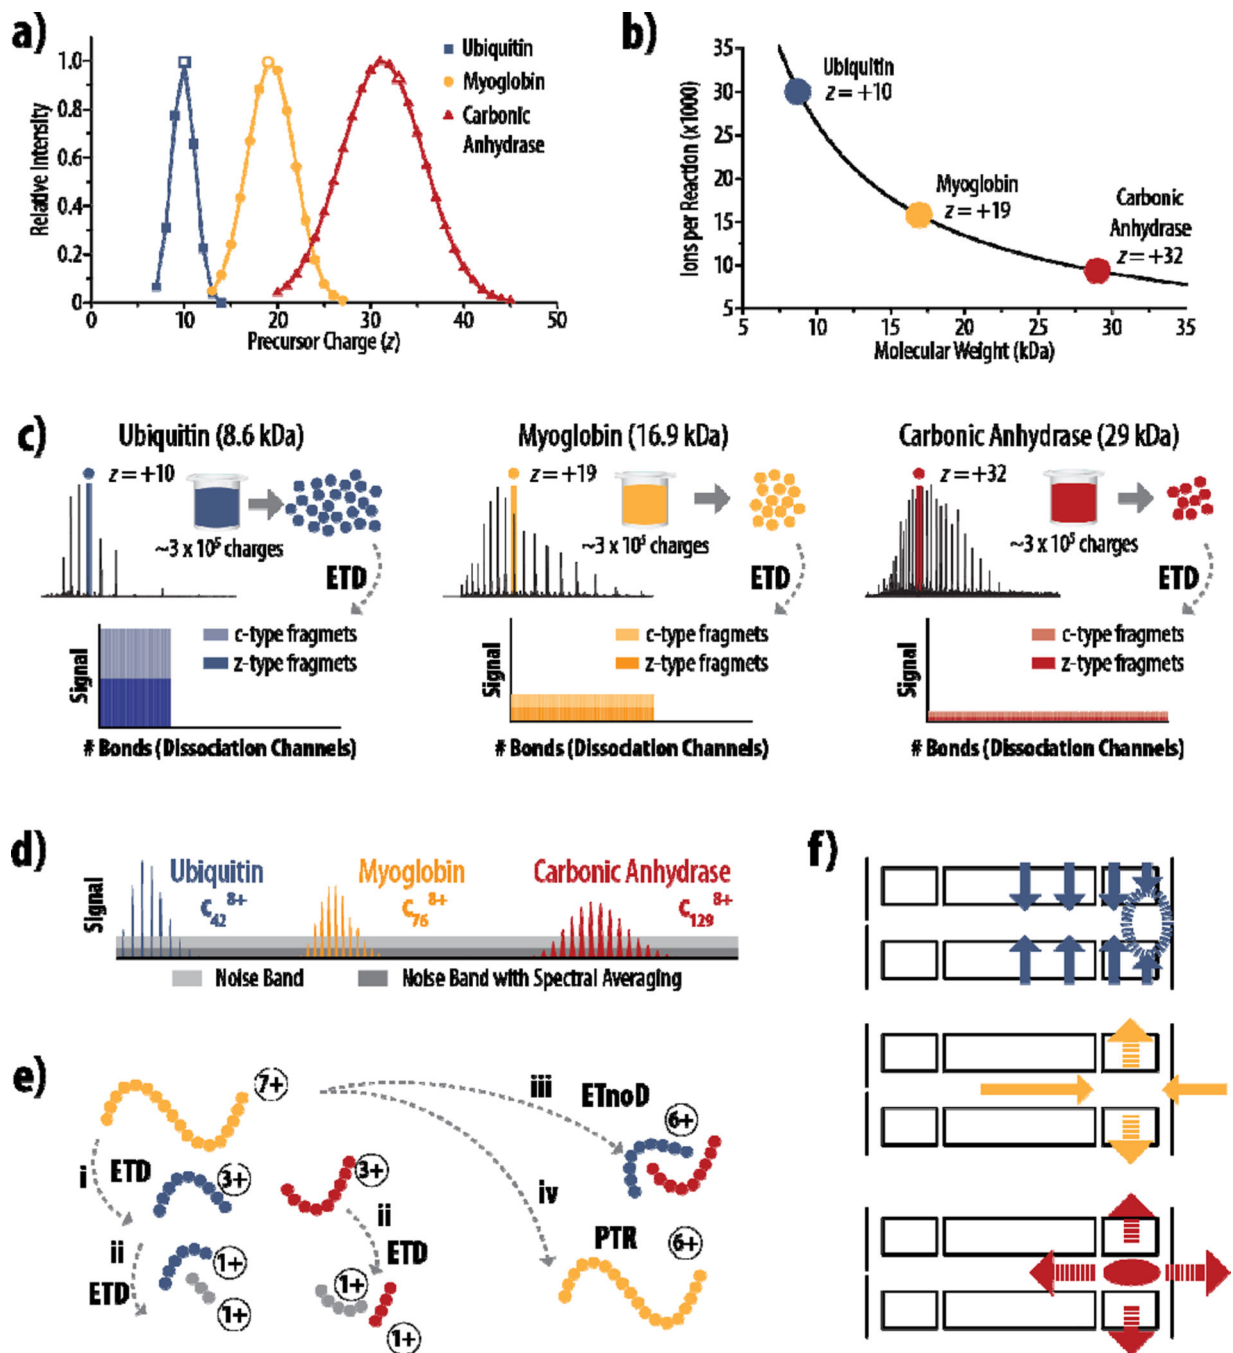 a)
Ubiquitin
Myoglobin
Carbonic
Anhydrase
Relative Intensity
1.0
0.8
0.6
0.4
0.2
0
0 10 20 30 40 50
Precursor Charge (z)
b)
Ions per Reaction (x1000)
35
30
25
20
15
10
5
Ubiquitin
z = +10
Myoglobin
z = +19
Carbonic
Anhydrase
z = +32
5 10 15 20 25 30 35
Molecular Weight (kDa)
c)
Ubiquitin (8.6 kDa)
z = +10
~3 x 10⁵ charges
ETD
c-type fragmets
z-type fragmets
Signal
# Bonds (Dissociation Channels)
Myoglobin (16.9 kDa)
z = +19
~3 x 10⁵ charges
ETD
c-type fragmets
z-type fragmets
Signal
# Bonds (Dissociation Channels)
Carbonic Anhydrase (29 kDa)
z = +32
~3 x 10⁵ charges
ETD
c-type fragmets
z-type fragmets
Signal
# Bonds (Dissociation Channels)
d)
Signal
Ubiquitin
C₄₂⁸⁺
Myoglobin
C₇₆⁸⁺
Carbonic Anhydrase
C₁₂₉⁸⁺
Noise Band
Noise Band with Spectral Averaging
e)
7+
i
ETD
3+
3+
ii
ETD
1+
1+
ii
ETD
1+
1+
iii
ETnoD
6+
iv
PTR
6+
f)